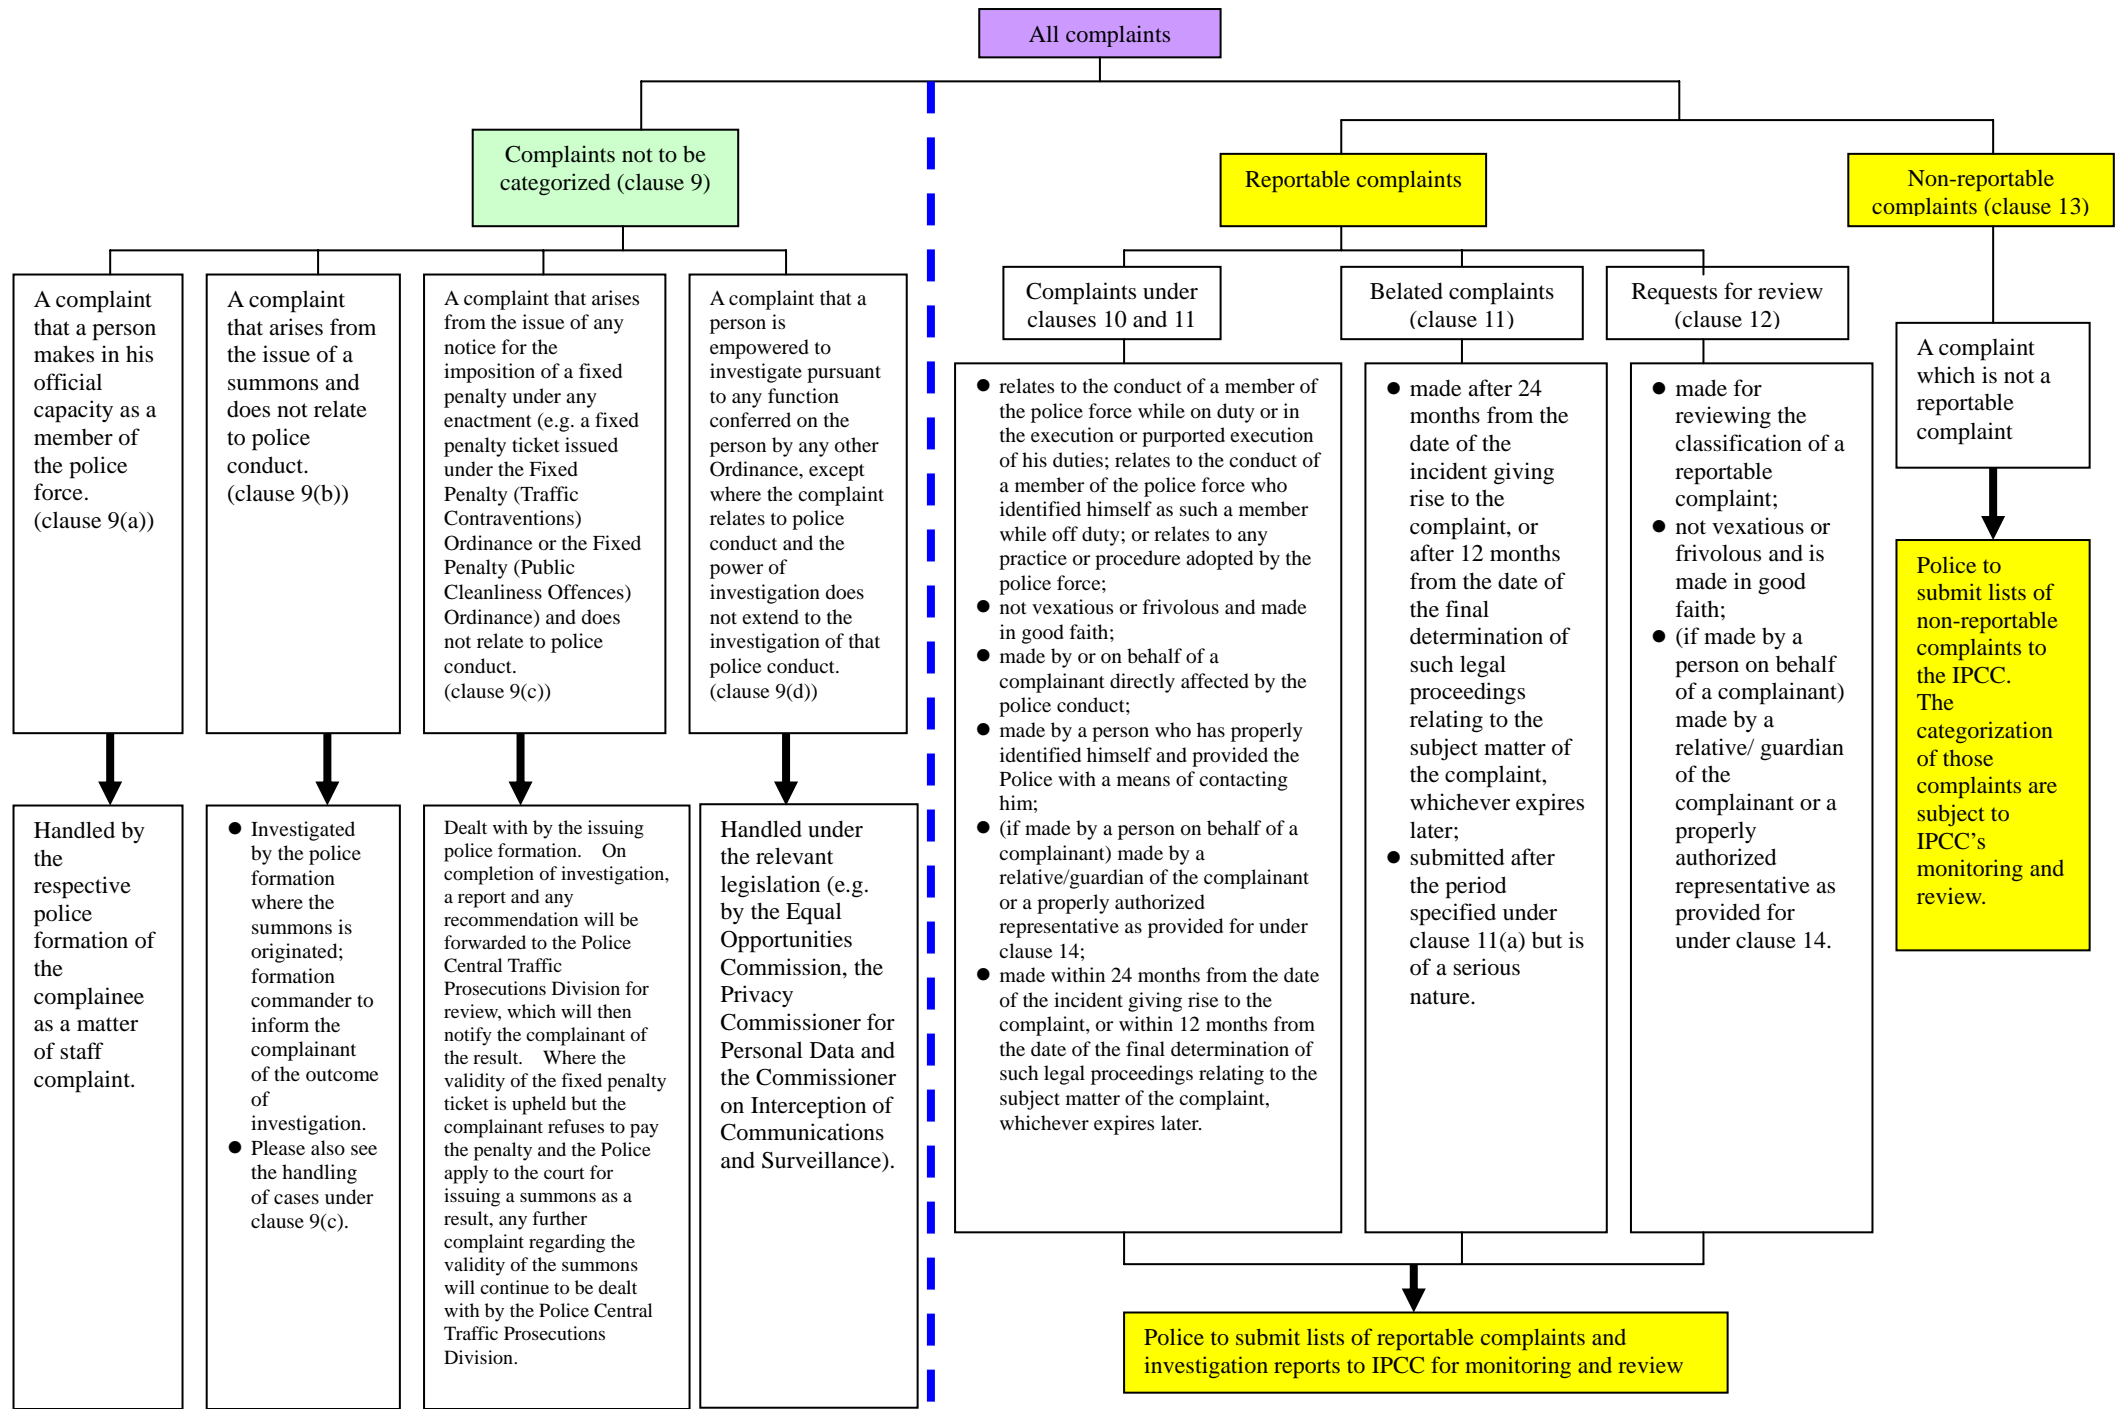 All complaints
Complaints not to be
categorized (clause 9)
Reportable complaints
Non-reportable
complaints (clause 13)
A complaint
that a person
makes in his
official
capacity as a
member of
the police
force.
(clause 9(a))
A complaint
that arises from
the issue of a
summons and
does not relate
to police
conduct.
(clause 9(b))
A complaint that arises
from the issue of any
notice for the
imposition of a fixed
penalty under any
enactment (e.g. a fixed
penalty ticket issued
under the Fixed
Penalty (Traffic
Contraventions)
Ordinance or the Fixed
Penalty (Public
Cleanliness Offences)
Ordinance) and does
not relate to police
conduct.
(clause 9(c))
A complaint that a
person is
empowered to
investigate pursuant
to any function
conferred on the
person by any other
Ordinance, except
where the complaint
relates to police
conduct and the
power of
investigation does
not extend to the
investigation of that
police conduct.
(clause 9(d))
Complaints under
clauses 10 and 11
Belated complaints
(clause 11)
Requests for review
(clause 12)
A complaint
which is not a
reportable
complaint
● relates to the conduct of a member of
the police force while on duty or in
the execution or purported execution
of his duties; relates to the conduct of
a member of the police force who
identified himself as such a member
while off duty; or relates to any
practice or procedure adopted by the
police force;
● not vexatious or frivolous and made
in good faith;
● made by or on behalf of a
complainant directly affected by the
police conduct;
● made by a person who has properly
identified himself and provided the
Police with a means of contacting
him;
● (if made by a person on behalf of a
complainant) made by a
relative/guardian of the complainant
or a properly authorized
representative as provided for under
clause 14;
● made within 24 months from the date
of the incident giving rise to the
complaint, or within 12 months from
the date of the final determination of
such legal proceedings relating to the
subject matter of the complaint,
whichever expires later.
● made after 24
months from the
date of the
incident giving
rise to the
complaint, or
after 12 months
from the date of
the final
determination of
such legal
proceedings
relating to the
subject matter of
the complaint,
whichever expires
later;
● submitted after
the period
specified under
clause 11(a) but is
of a serious
nature.
● made for
reviewing the
classification of a
reportable
complaint;
● not vexatious or
frivolous and is
made in good
faith;
● (if made by a
person on behalf
of a complainant)
made by a
relative/ guardian
of the
complainant or a
properly
authorized
representative as
provided for
under clause 14.
Police to
submit lists of
non-reportable
complaints to
the IPCC.
The
categorization
of those
complaints are
subject to
IPCC's
monitoring and
review.
Handled by
the
respective
police
formation of
the
complainee
as a matter
of staff
complaint.
● Investigated
by the police
formation
where the
summons is
originated;
formation
commander to
inform the
complainant
of the outcome
of
investigation.
● Please also see
the handling
of cases under
clause 9(c).
Dealt with by the issuing
police formation. On
completion of investigation,
a report and any
recommendation will be
forwarded to the Police
Central Traffic
Prosecutions Division for
review, which will then
notify the complainant of
the result. Where the
validity of the fixed penalty
ticket is upheld but the
complainant refuses to pay
the penalty and the Police
apply to the court for
issuing a summons as a
result, any further
complaint regarding the
validity of the summons
will continue to be dealt
with by the Police Central
Traffic Prosecutions
Division.
Handled under
the relevant
legislation (e.g.
by the Equal
Opportunities
Commission, the
Privacy
Commissioner for
Personal Data and
the Commissioner
on Interception of
Communications
and Surveillance).
Police to submit lists of reportable complaints and
investigation reports to IPCC for monitoring and review